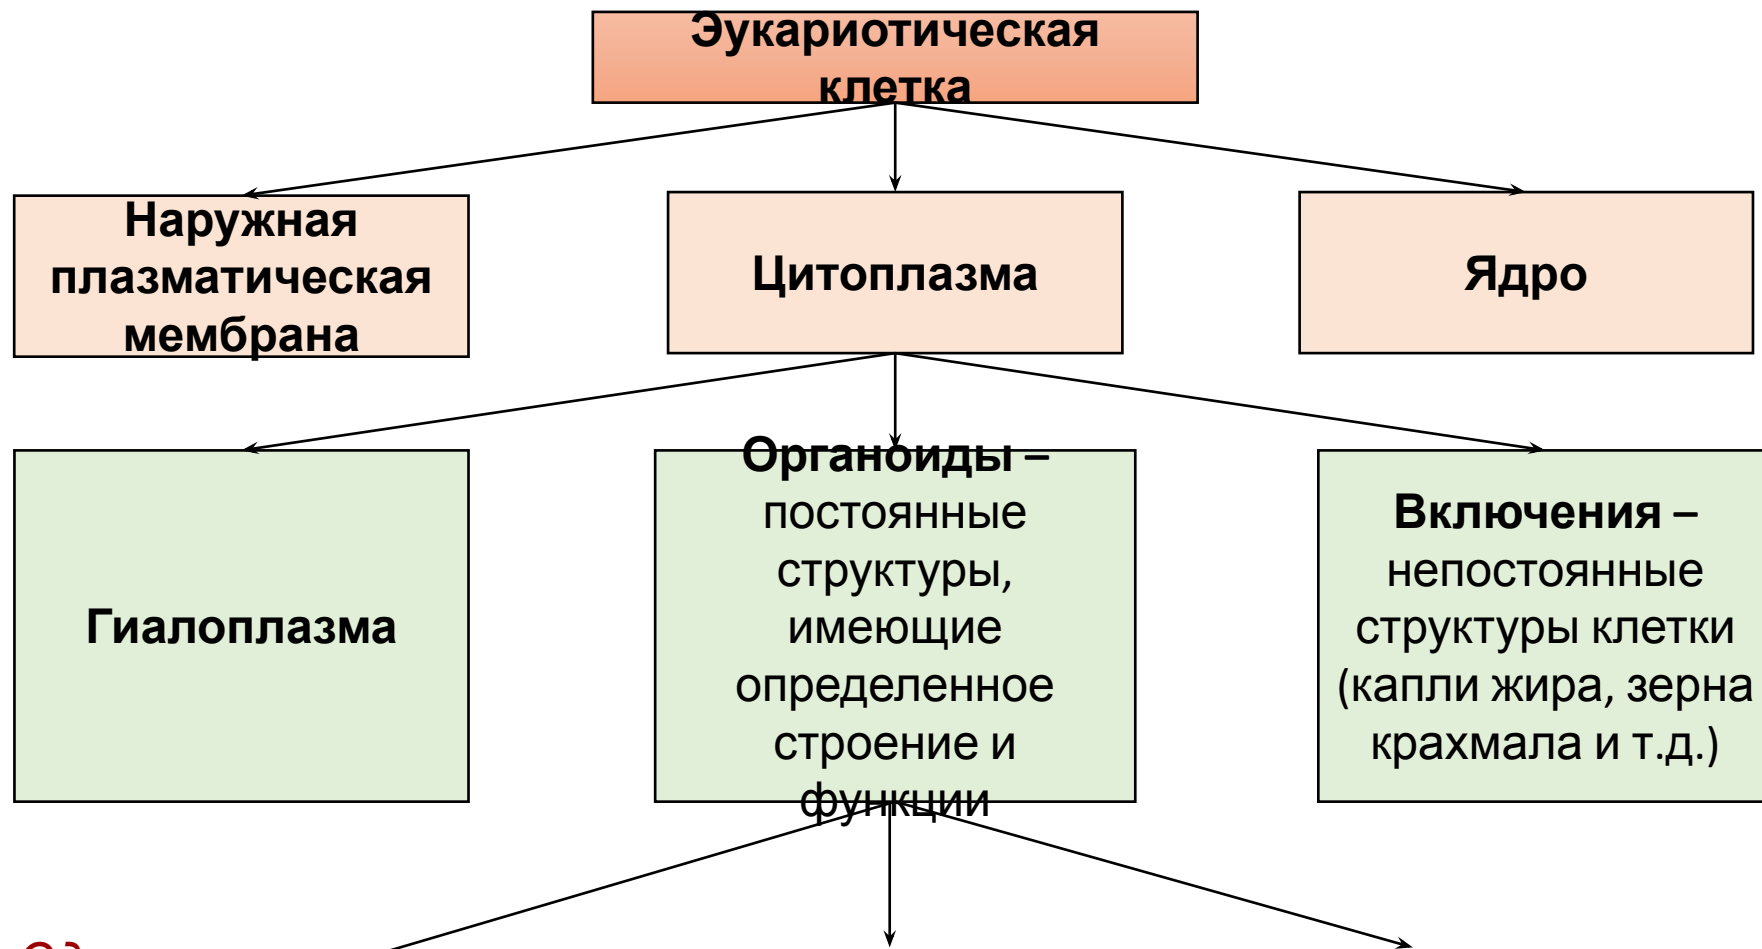 Эукариотическая
клетка
Наружная
плазматическая
мембрана
Цитоплазма
Ядро
Гиалоплазма
Органоиды –
постоянные
структуры,
имеющие
определенное
строение и
функции
Включения –
непостоянные
структуры клетки
(капли жира, зерна
крахмала и т.д.)